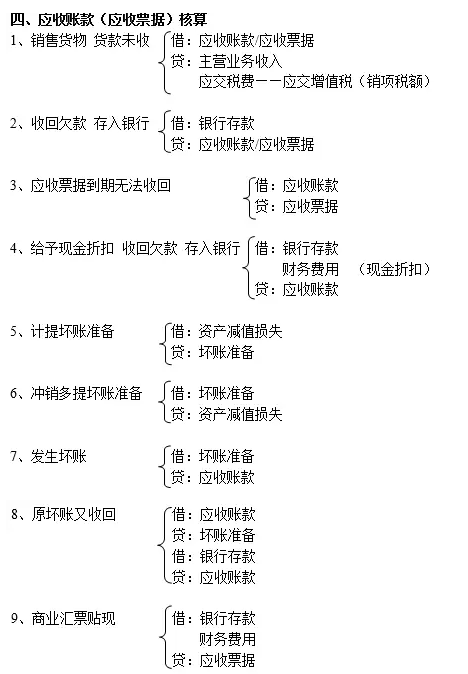 四、应收账款（应收票据）核算
1、销售货物 货款未收 借：应收账款/应收票据
贷：主营业务收入
应交税费——应交增值税（销项税额）
2、收回欠款 存入银行 借：银行存款
贷：应收账款/应收票据
3、应收票据到期无法收回 借：应收账款
贷：应收票据
4、给予现金折扣 收回欠款 存入银行 借：银行存款
财务费用 （现金折扣）
贷：应收账款
5、计提坏账准备 借：资产减值损失
贷：坏账准备
6、冲销多提坏账准备 借：坏账准备
贷：资产减值损失
7、发生坏账 借：坏账准备
贷：应收账款
8、原坏账又收回 借：应收账款
贷：坏账准备
借：银行存款
贷：应收账款
9、商业汇票贴现 借：银行存款
财务费用
贷：应收票据